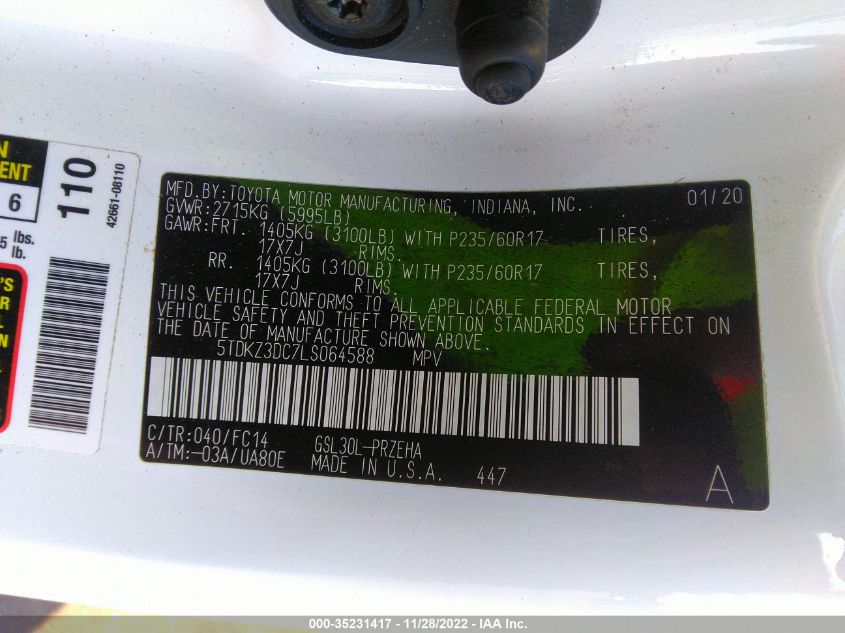 MFD.BY:TOYOTA MOTOR MANUFACTURING, INDIANA, INC. 01/20
GVWR:2715KG (5995LB)
GAWR:FRT. 1405KG (3100LB) WITH P235/60R17 TIRES,
17X7J RIMS.
RR. 1405KG (3100LB) WITH P235/60R17 TIRES,
17X7J RIMS.
THIS VEHICLE CONFORMS TO ALL APPLICABLE FEDERAL MOTOR
VEHICLE SAFETY AND THEFT PREVENTION STANDARDS IN EFFECT ON
THE DATE OF MANUFACTURE SHOWN ABOVE.
5TDKZ3DC7LS064588 MPV
C/TR:040/FC14 GSL30L-PRZEHA
A/TM:-03A/UA80E MADE IN U.S.A. 447 A
110
42661-08110
6
lbs.
lb.
000-35231417 - 11/28/2022 - IAA Inc.